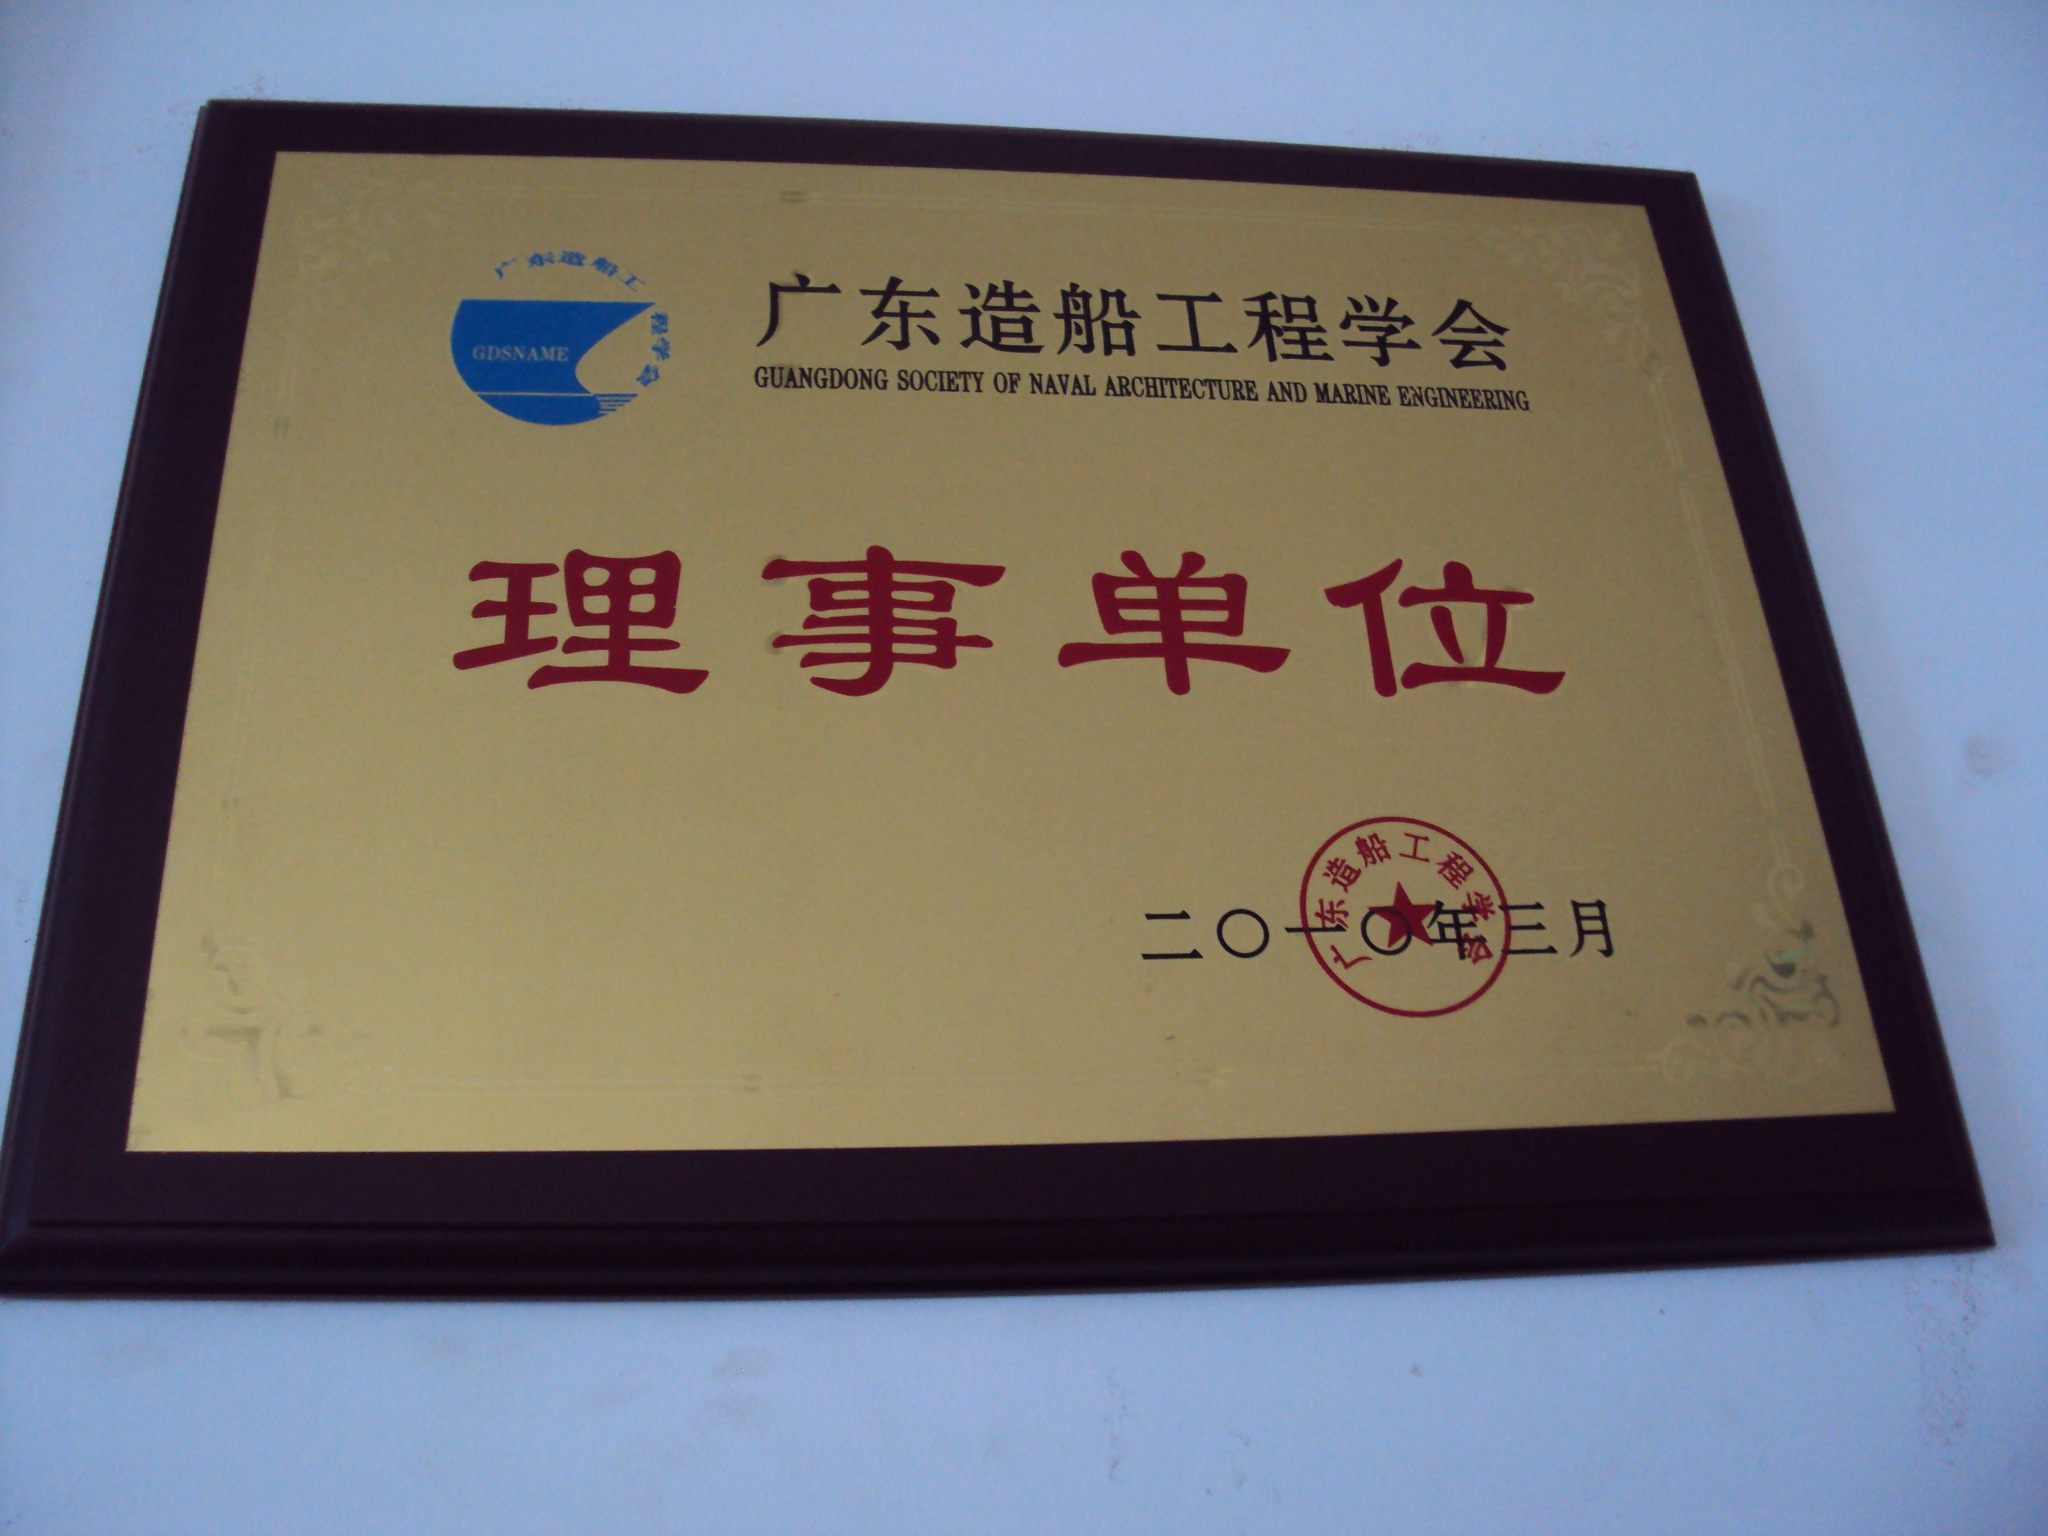 广东造船工程学会
GDSNAME
广东造船工程学会
GUANGDONG SOCIETY OF NAVAL ARCHITECTURE AND MARINE ENGINEERING
理事单位
广东造船工程学会
二〇一〇年三月